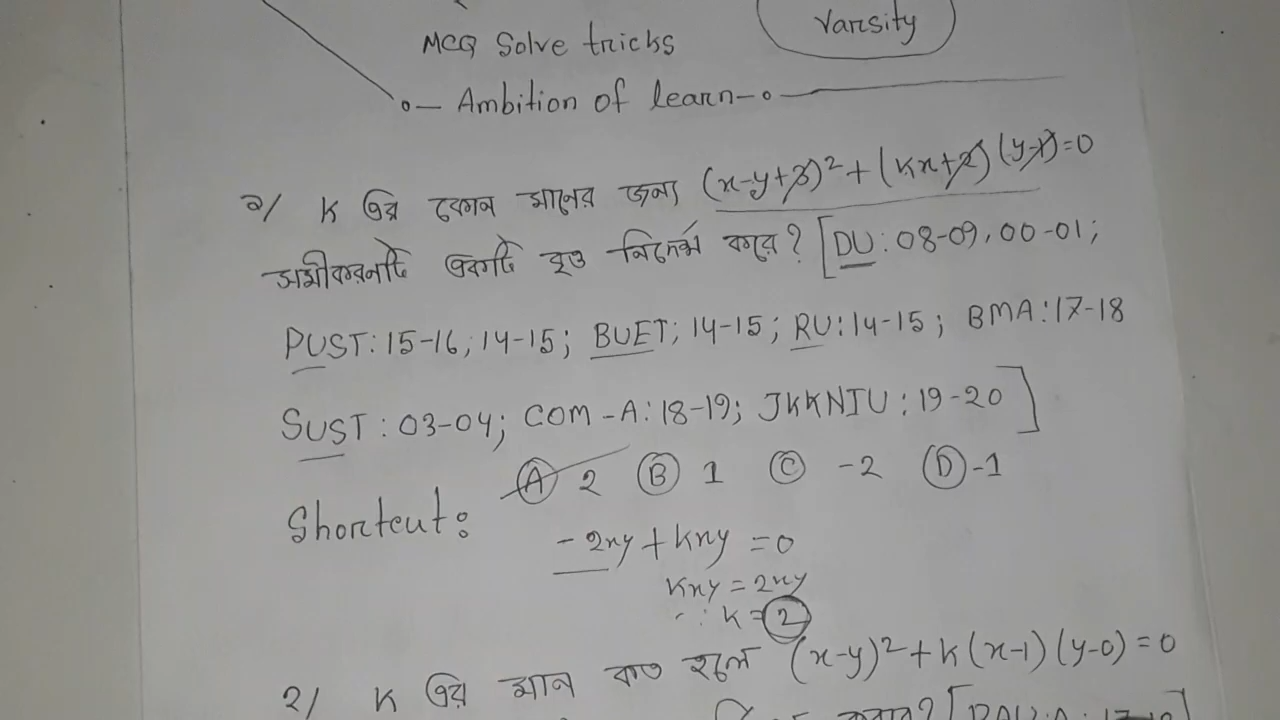 MCQ Solve tricks
Varsity
Ambition of learn
১/ K এর কোন মানের জন্য (x-y+3)² + (Kx+2)(y-1)=0
সমীকরনটি একটি বৃত্ত নির্দেশ করে? [DU: 08-09, 00-01;
PUST: 15-16, 14-15; BUET; 14-15; RU: 14-15; BMA: 17-18
SUST: 03-04; COM-A: 18-19; JKKNIU: 19-20]
Ⓐ 2 Ⓑ 1 Ⓒ -2 Ⓓ -1
Shortcut:
-2xy + Kxy = 0
Kxy = 2xy
∴ K = 2
২/ K এর মান কত হলে (x-y)² + K(x-1)(y-0) = 0